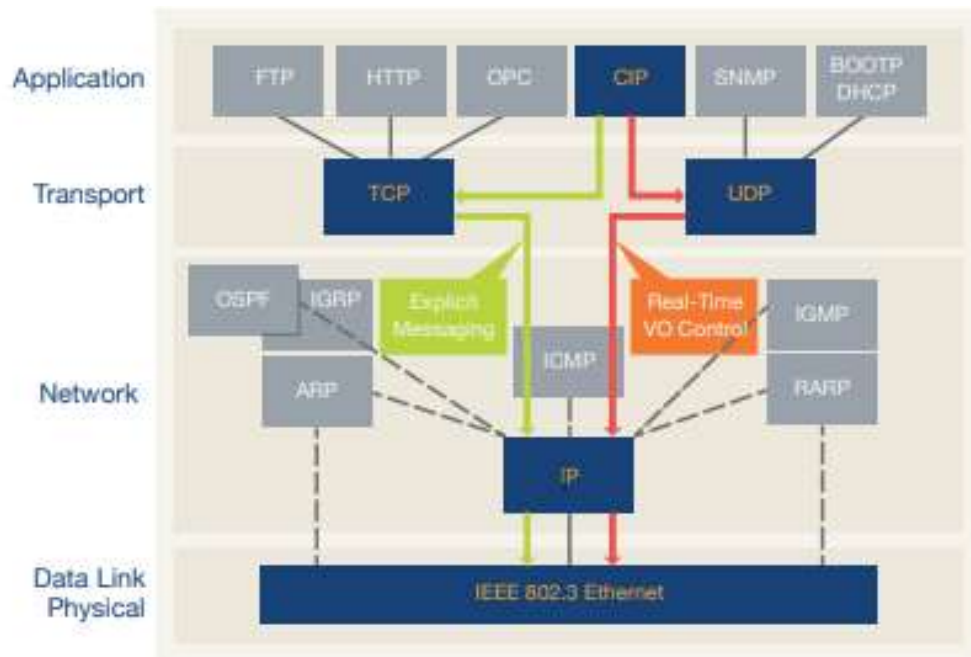 Application
FTP
HTTP
OPC
CIP
SNMP
BOOTP
DHCP
Transport
TCP
UDP
OSPF
IGRP
Explicit
Messaging
Real-Time
I/O Control
IGMP
ICMP
Network
ARP
RARP
IP
Data Link
Physical
IEEE 802.3 Ethernet